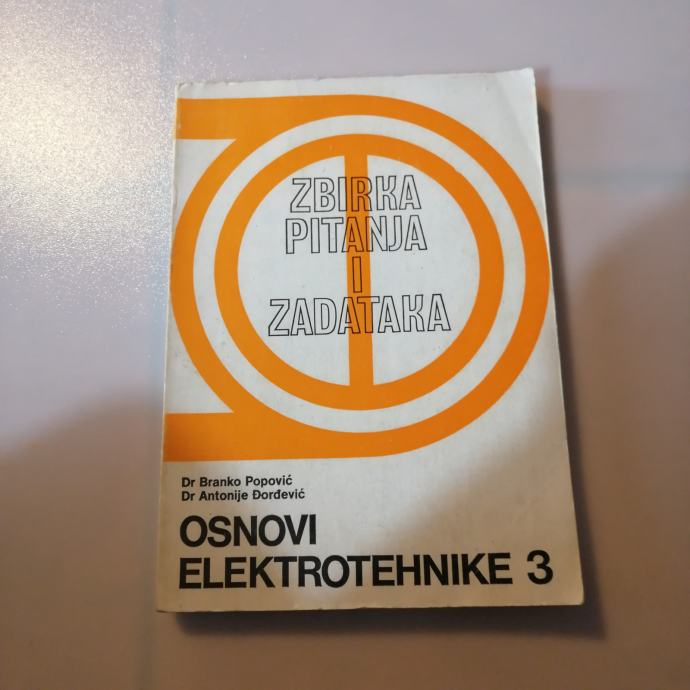 ZBIRKA
PITANJA
I
ZADATAKA
Dr Branko Popović
Dr Antonije Đorđević
OSNOVI
ELEKTROTEHNIKE 3